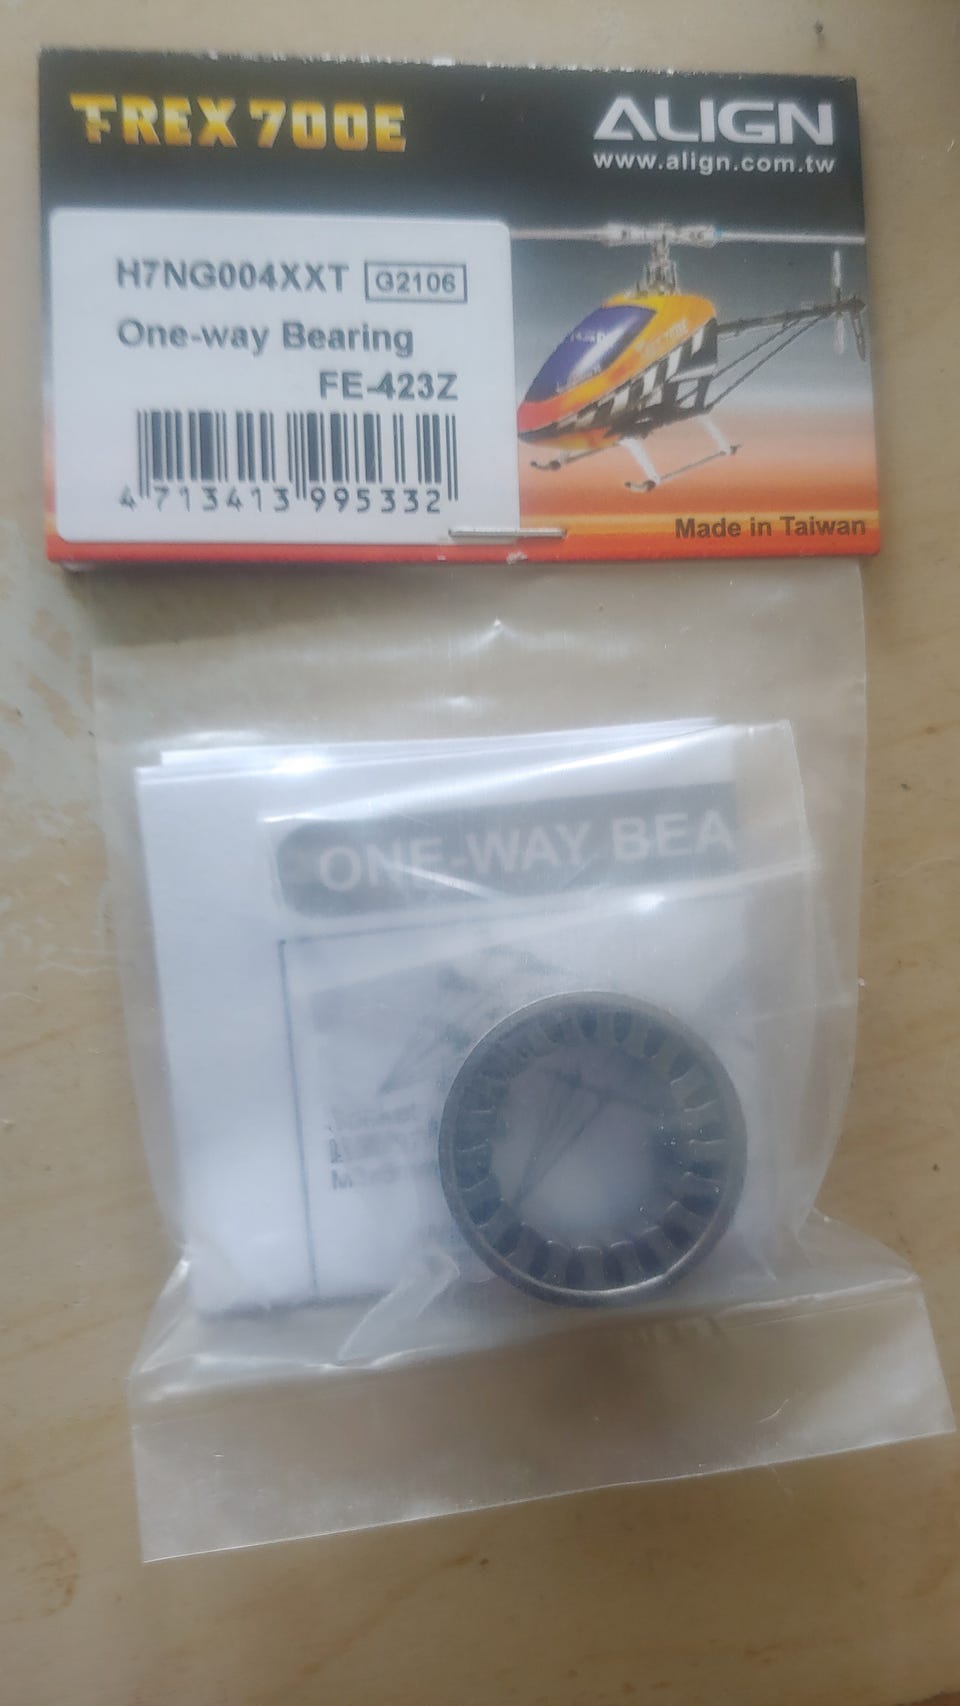 T-REX 700E
ALIGN
www.align.com.tw
H7NG004XXT G2106
One-way Bearing
FE-423Z
4 713413 995332
Made in Taiwan
ONE-WAY BEA